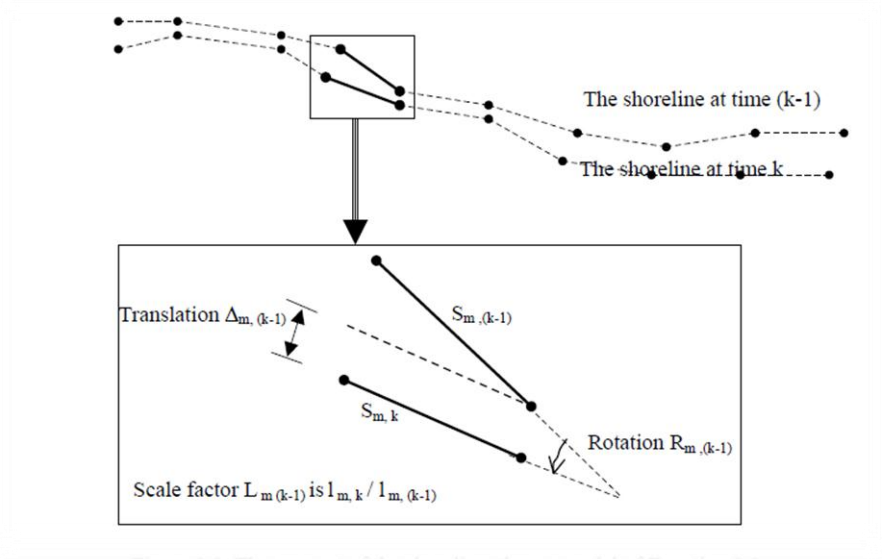 The shoreline at time (k-1)
The shoreline at time k
Translation Δm, (k-1)
Sm ,(k-1)
Sm, k
Rotation Rm ,(k-1)
Scale factor L m (k-1) is l m, k / l m, (k-1)